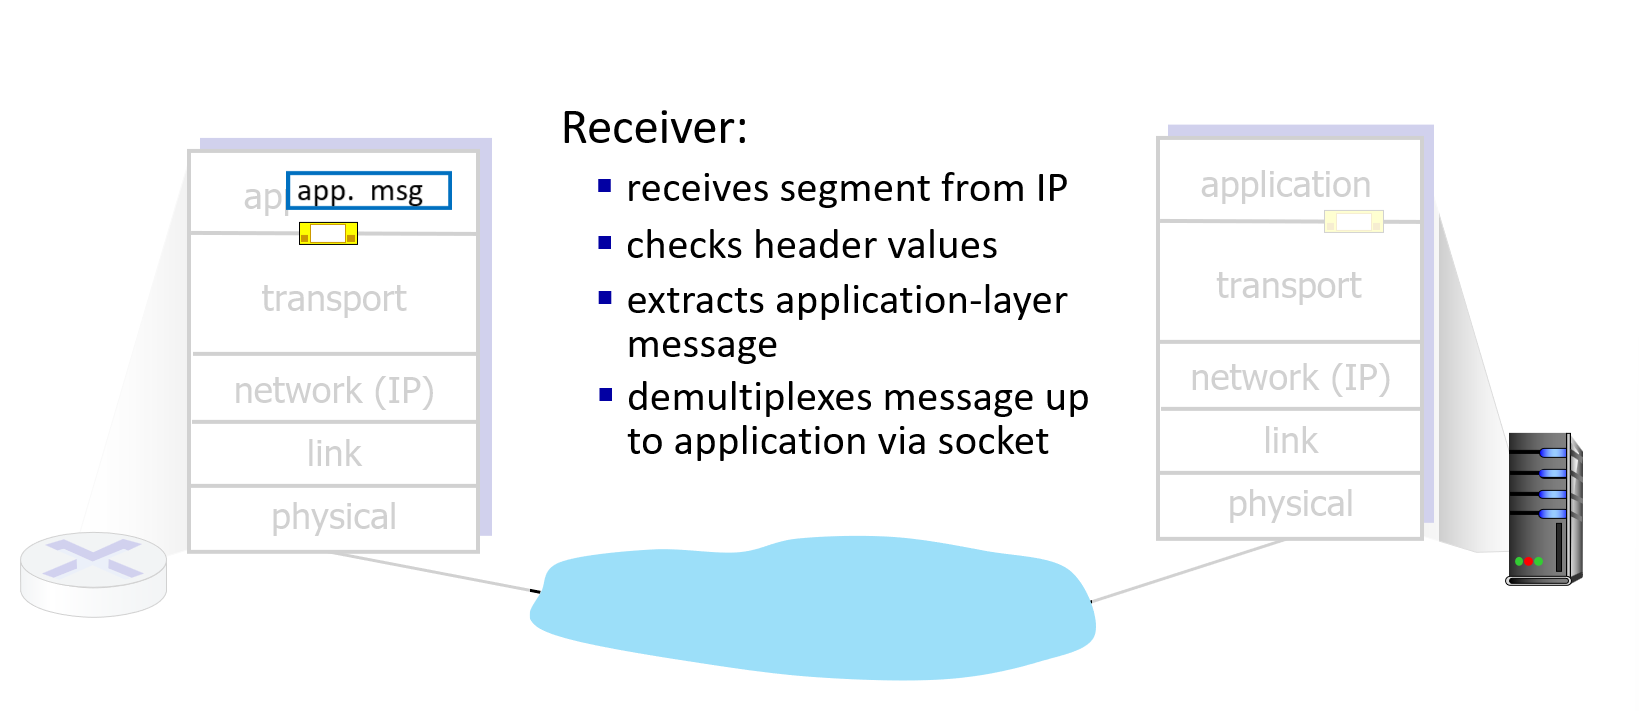 Receiver:
receives segment from IP
checks header values
extracts application-layer
message
demultiplexes message up
to application via socket
app. msg
transport
network (IP)
link
physical
application
transport
network (IP)
link
physical